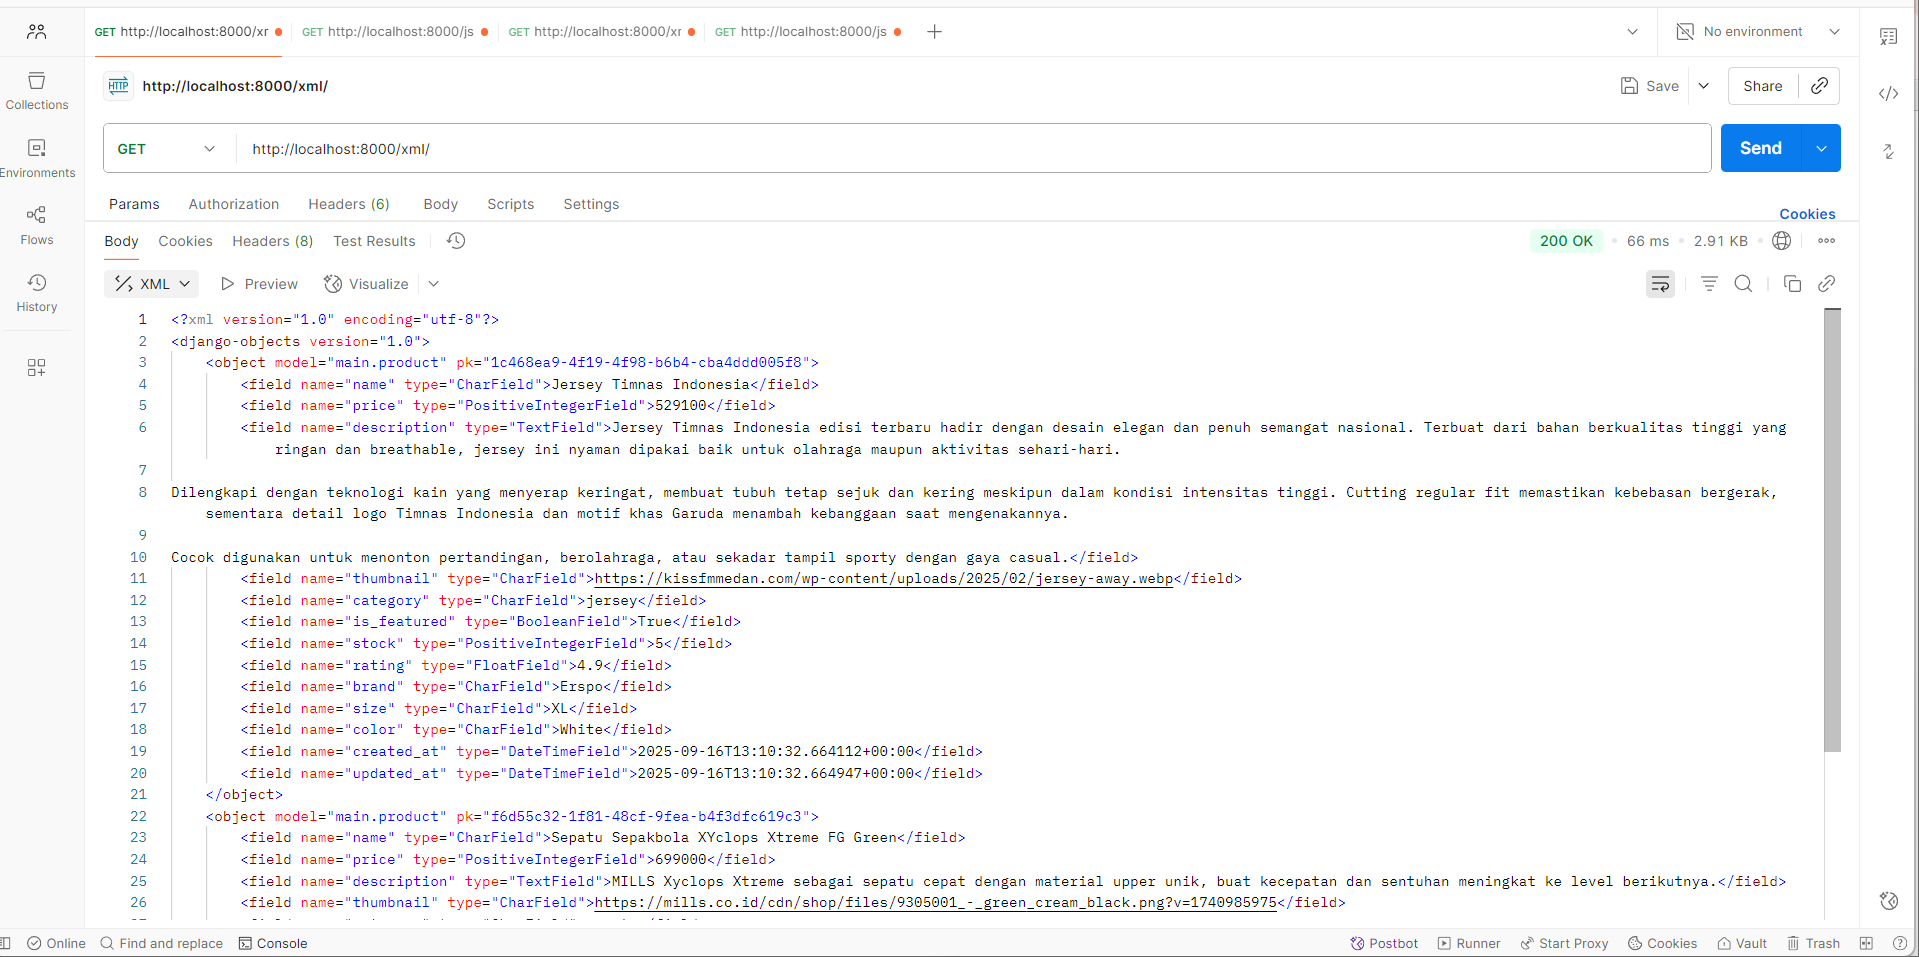 GET http://localhost:8000/xr
GET http://localhost:8000/js
GET http://localhost:8000/xr
GET http://localhost:8000/js
No environment
Collections
Environments
Flows
History
HTTP http://localhost:8000/xml/
Save
Share
GET http://localhost:8000/xml/
Send
Params Authorization Headers (6) Body Scripts Settings
Cookies
Body Cookies Headers (8) Test Results
200 OK • 66 ms • 2.91 KB
XML Preview Visualize
1 <?xml version="1.0" encoding="utf-8"?>
2 <django-objects version="1.0">
3 <object model="main.product" pk="1c468ea9-4f19-4f98-b6b4-cba4ddd005f8">
4 <field name="name" type="CharField">Jersey Timnas Indonesia</field>
5 <field name="price" type="PositiveIntegerField">529100</field>
6 <field name="description" type="TextField">Jersey Timnas Indonesia edisi terbaru hadir dengan desain elegan dan penuh semangat nasional. Terbuat dari bahan berkualitas tinggi yang
ringan dan breathable, jersey ini nyaman dipakai baik untuk olahraga maupun aktivitas sehari-hari.
7
8 Dilengkapi dengan teknologi kain yang menyerap keringat, membuat tubuh tetap sejuk dan kering meskipun dalam kondisi intensitas tinggi. Cutting regular fit memastikan kebebasan bergerak,
sementara detail logo Timnas Indonesia dan motif khas Garuda menambah kebanggaan saat mengenakannya.
9
10 Cocok digunakan untuk menonton pertandingan, berolahraga, atau sekadar tampil sporty dengan gaya casual.</field>
11 <field name="thumbnail" type="CharField">https://kissfmmedan.com/wp-content/uploads/2025/02/jersey-away.webp</field>
12 <field name="category" type="CharField">jersey</field>
13 <field name="is_featured" type="BooleanField">True</field>
14 <field name="stock" type="PositiveIntegerField">5</field>
15 <field name="rating" type="FloatField">4.9</field>
16 <field name="brand" type="CharField">Erspo</field>
17 <field name="size" type="CharField">XL</field>
18 <field name="color" type="CharField">White</field>
19 <field name="created_at" type="DateTimeField">2025-09-16T13:10:32.664112+00:00</field>
20 <field name="updated_at" type="DateTimeField">2025-09-16T13:10:32.664947+00:00</field>
21 </object>
22 <object model="main.product" pk="f6d55c32-1f81-48cf-9fea-b4f3dfc619c3">
23 <field name="name" type="CharField">Sepatu Sepakbola XYclops Xtreme FG Green</field>
24 <field name="price" type="PositiveIntegerField">699000</field>
25 <field name="description" type="TextField">MILLS Xyclops Xtreme sebagai sepatu cepat dengan material upper unik, buat kecepatan dan sentuhan meningkat ke level berikutnya.</field>
26 <field name="thumbnail" type="CharField">https://mills.co.id/cdn/shop/files/9305001_-_green_cream_black.png?v=1740985975</field>
Online Find and replace Console
Postbot Runner Start Proxy Cookies Vault Trash